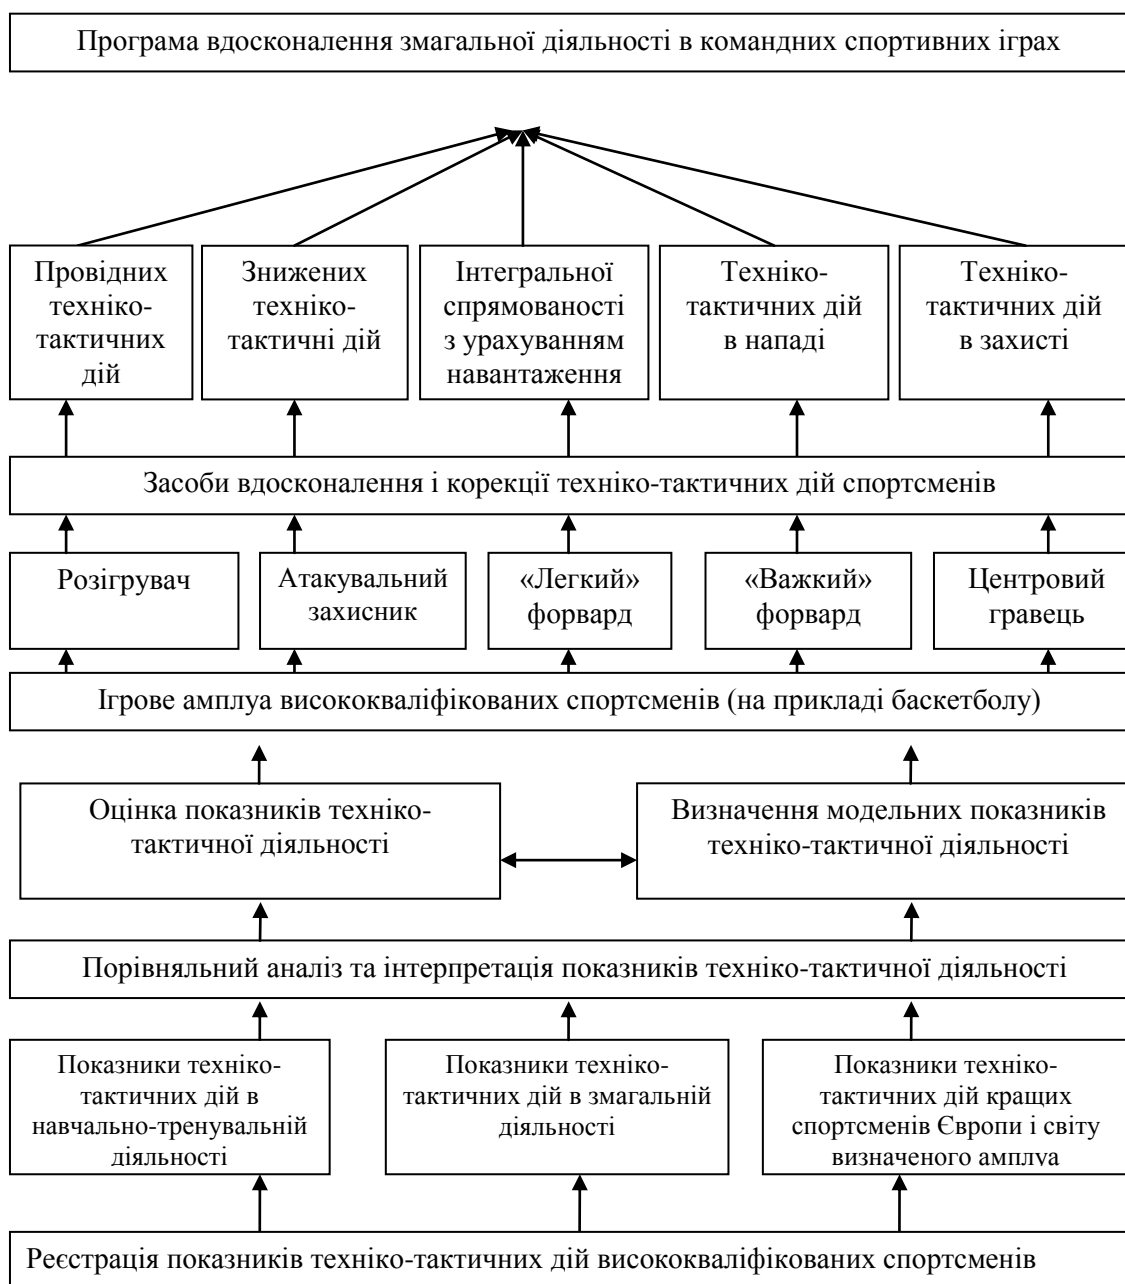 Програма вдосконалення змагальної діяльності в командних спортивних іграх
Провідних
техніко-
тактичних
дій
Знижених
техніко-
тактичні дій
Інтегральної
спрямованості
з урахуванням
навантаження
Техніко-
тактичних дій
в нападі
Техніко-
тактичних дій
в захисті
Засоби вдосконалення і корекції техніко-тактичних дій спортсменів
Розігрувач
Атакувальний
захисник
«Легкий»
форвард
«Важкий»
форвард
Центровий
гравець
Ігрове амплуа висококваліфікованих спортсменів (на прикладі баскетболу)
Оцінка показників техніко-
тактичної діяльності
Визначення модельних показників
техніко-тактичної діяльності
Порівняльний аналіз та інтерпретація показників техніко-тактичної діяльності
Показники техніко-
тактичних дій в
навчально-тренувальній
діяльності
Показники техніко-
тактичних дій в змагальній
діяльності
Показники техніко-
тактичних дій кращих
спортсменів Європи і світу
визначеного амплуа
Реєстрація показників техніко-тактичних дій висококваліфікованих спортсменів